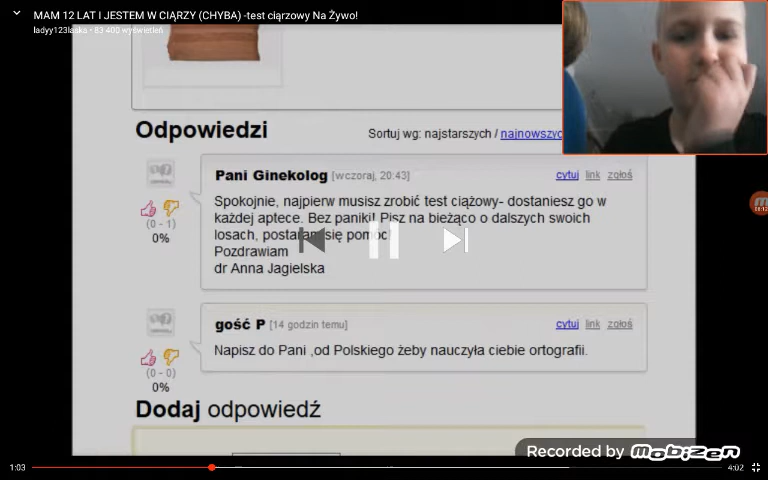 MAM 12 LAT I JESTEM W CIĄRZY (CHYBA) -test ciąrzowy Na Żywo!
ladyy123lasks • 83 400 wyświetleń
Odpowiedzi
Sortuj wg: najstarszych / najnowszyc
Pani Ginekolog [wczoraj, 20:43]
cytuj link zgłoś
Spokojnie, najpierw musisz zrobić test ciążowy- dostaniesz go w
każdej aptece. Bez paniki! Pisz na bieżąco o dalszych swoich
losach, postaram się pomóc!
Pozdrawiam
dr Anna Jagielska
(0 - 1)
0%
gość P [14 godzin temu]
cytuj link zgłoś
Napisz do Pani ,od Polskiego żeby nauczyła ciebie ortografii.
(0 - 0)
0%
Dodaj odpowiedź
Recorded by mobizen
1:03
4:02